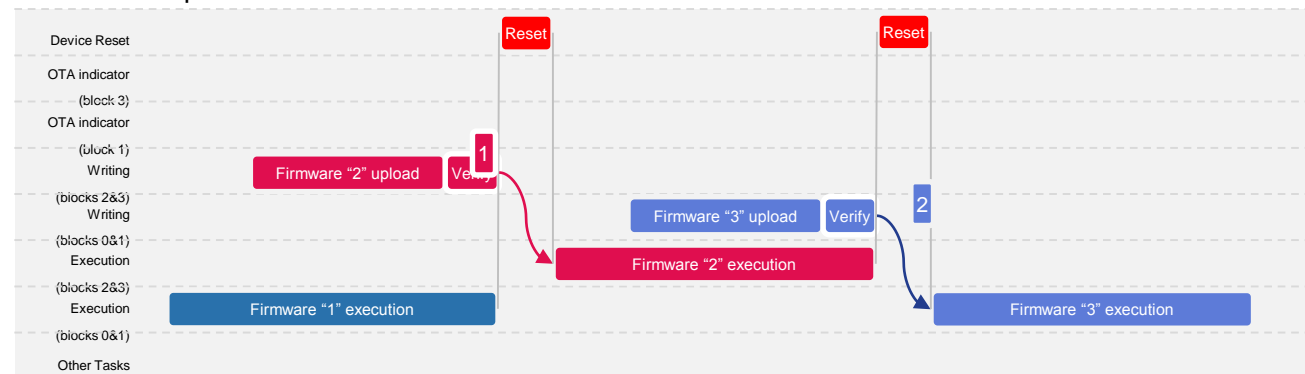 Device Reset
Reset
Reset
OTA indicator
(block 3)
OTA indicator
(block 1)
1
Writing
Firmware “2” upload
Verify
(blocks 2&3)
2
Writing
Firmware “3” upload
Verify
(blocks 0&1)
Execution
Firmware “2” execution
(blocks 2&3)
Execution
Firmware “1” execution
Firmware “3” execution
(blocks 0&1)
Other Tasks